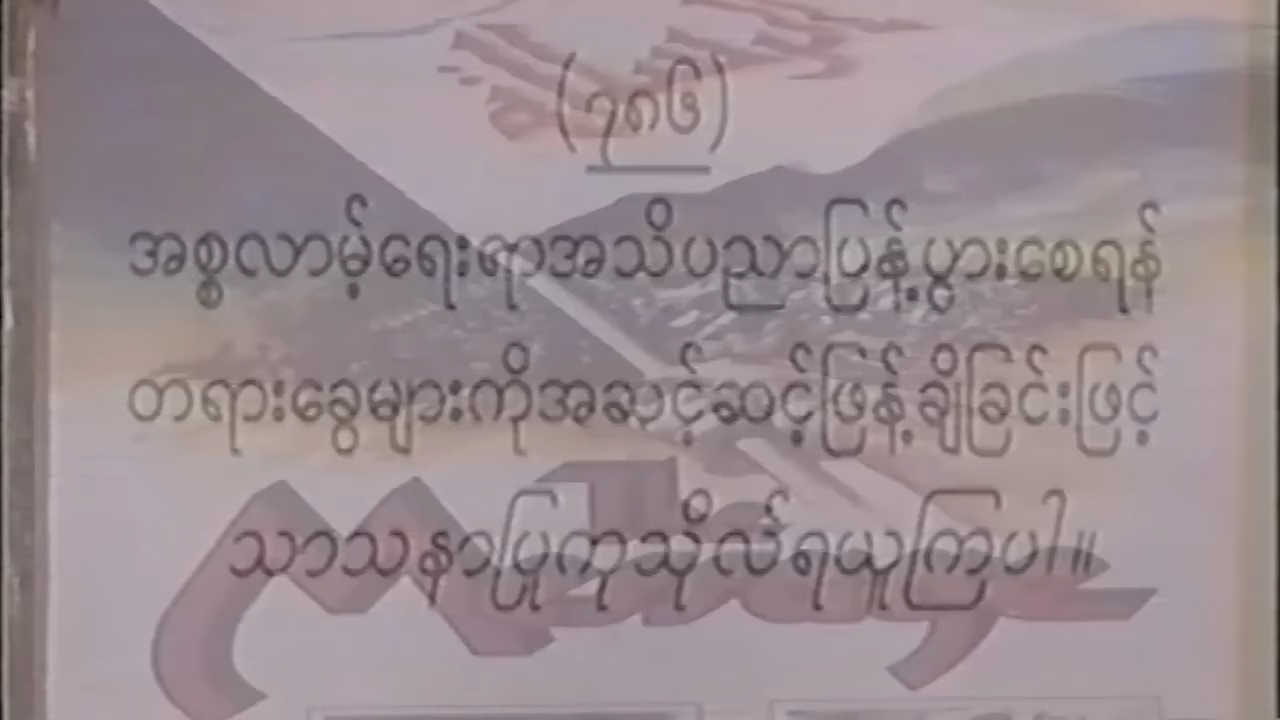 (၇၈၆)
အစ္စလာမ့်ရေးရာအသိပညာပြန့်ပွားစေရန်
တရားခွေများကိုအဆင့်ဆင့်ဖြန့်ချိခြင်းဖြင့်
သာသနာပြုကုသိုလ်ရယူကြပါ။